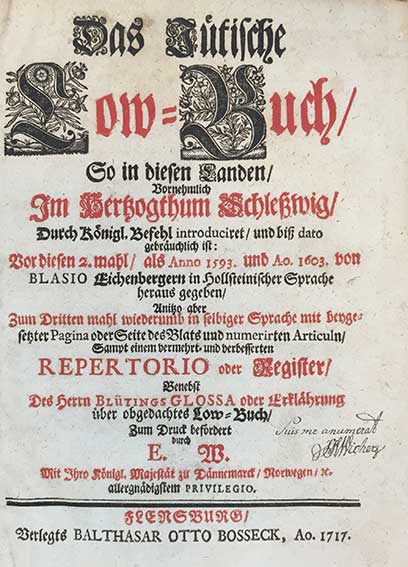 Das Jütische
Low-Buch/
So in diesen Landen/
Vornehmlich
Im Hertzogthum Schleßwig/
Durch Königl. Befehl introduciret/ und biß dato
gebräuchlich ist:
Vor diesen 2. mahl/ als Anno 1593. und Ao. 1603. von
BLASIO Eichenbergern in Hollsteinischer Sprache
heraus gegeben/
Anitzo aber
Zum Dritten mahl wiederumb in selbiger Sprache mit beyge-
setzter Pagina oder Seite des Blats und numerirten Articuln/
Sampt einem vermehrt- und verbesserten
REPERTORIO oder Register/
Benebst
Des Herrn BLÜTINGS GLOSSA oder Erklährung
über obgedachtes Low-Buch/
Zum Druck befördert
durch
E. W.
Suis me anumerat
Mit Ihro Königl. Majestät zu Dännemarck/ Norwegen/ &c.
allergnädigstem PRIVILEGIO.
FLENSBURG/
Verlegts BALTHASAR OTTO BOSSECK, Ao. 1717.